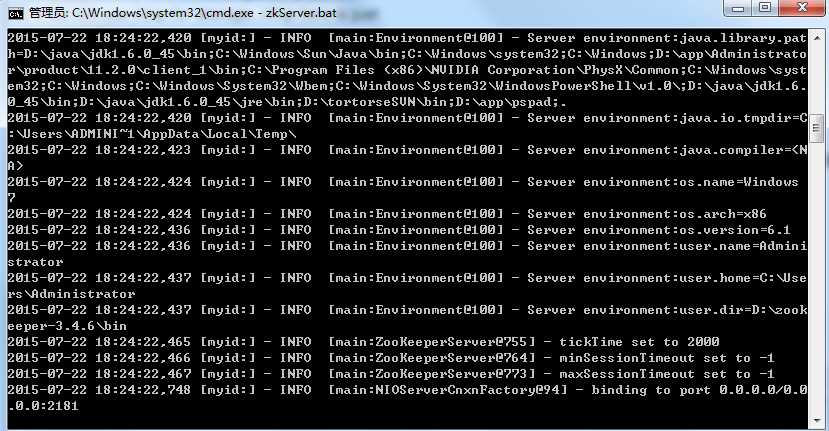 管理员: C:\Windows\system32\cmd.exe - zkServer.bat
2015-07-22 18:24:22,420 [myid:] - INFO  [main:Environment@100] - Server environment:java.library.pat
h=D:\java\jdk1.6.0_45\bin;C:\Windows\Sun\Java\bin;C:\Windows\system32;C:\Windows;D:\app\Administrato
r\product\11.2.0\client_1\bin;C:\Program Files (x86)\NVIDIA Corporation\PhysX\Common;C:\Windows\syst
em32;C:\Windows;C:\Windows\System32\Wbem;C:\Windows\System32\WindowsPowerShell\v1.0\;D:\java\jdk1.6.
0_45\bin;D:\java\jdk1.6.0_45\jre\bin;D:\tortorseSVN\bin;D:\app\pspad;.
2015-07-22 18:24:22,420 [myid:] - INFO  [main:Environment@100] - Server environment:java.io.tmpdir=C
:\Users\ADMINI~1\AppData\Local\Temp\
2015-07-22 18:24:22,423 [myid:] - INFO  [main:Environment@100] - Server environment:java.compiler=<N
A>
2015-07-22 18:24:22,424 [myid:] - INFO  [main:Environment@100] - Server environment:os.name=Windows
7
2015-07-22 18:24:22,424 [myid:] - INFO  [main:Environment@100] - Server environment:os.arch=x86
2015-07-22 18:24:22,436 [myid:] - INFO  [main:Environment@100] - Server environment:os.version=6.1
2015-07-22 18:24:22,436 [myid:] - INFO  [main:Environment@100] - Server environment:user.name=Admini
strator
2015-07-22 18:24:22,437 [myid:] - INFO  [main:Environment@100] - Server environment:user.home=C:\Use
rs\Administrator
2015-07-22 18:24:22,437 [myid:] - INFO  [main:Environment@100] - Server environment:user.dir=D:\zook
eeper-3.4.6\bin
2015-07-22 18:24:22,465 [myid:] - INFO  [main:ZooKeeperServer@755] - tickTime set to 2000
2015-07-22 18:24:22,466 [myid:] - INFO  [main:ZooKeeperServer@764] - minSessionTimeout set to -1
2015-07-22 18:24:22,467 [myid:] - INFO  [main:ZooKeeperServer@773] - maxSessionTimeout set to -1
2015-07-22 18:24:22,748 [myid:] - INFO  [main:NIOServerCnxnFactory@94] - binding to port 0.0.0.0/0.0
.0.0:2181